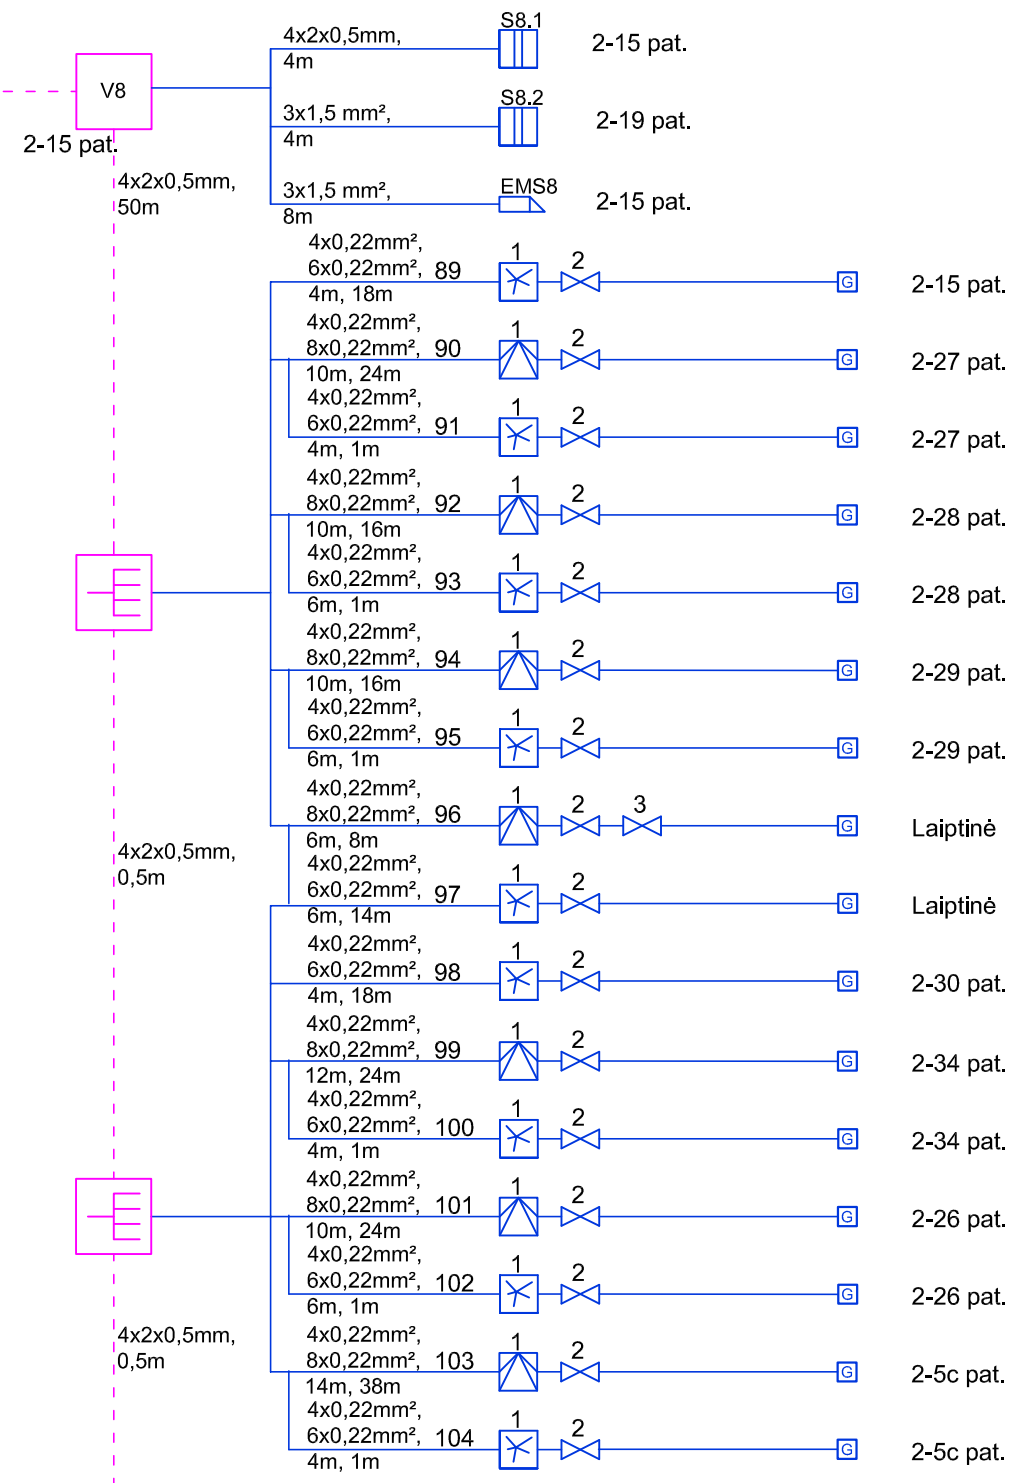 S8.1
4x2x0,5mm,
4m
2-15 pat.
V8
S8.2
3x1,5 mm²,
4m
2-19 pat.
2-15 pat.
4x2x0,5mm,
50m
EMS8
3x1,5 mm²,
8m
2-15 pat.
4x0,22mm²,
6x0,22mm², 89 1 2
4m, 18m
G 2-15 pat.
4x0,22mm²,
8x0,22mm², 90 1 2
10m, 24m
G 2-27 pat.
4x0,22mm²,
6x0,22mm², 91 1 2
4m, 1m
G 2-27 pat.
4x0,22mm²,
8x0,22mm², 92 1 2
10m, 16m
G 2-28 pat.
4x0,22mm²,
6x0,22mm², 93 1 2
6m, 1m
G 2-28 pat.
4x0,22mm²,
8x0,22mm², 94 1 2
10m, 16m
G 2-29 pat.
4x0,22mm²,
6x0,22mm², 95 1 2
6m, 1m
G 2-29 pat.
4x0,22mm²,
8x0,22mm², 96 1 2 3
6m, 8m
G Laiptinė
4x2x0,5mm,
0,5m
4x0,22mm²,
6x0,22mm², 97 1 2
6m, 14m
G Laiptinė
4x0,22mm²,
6x0,22mm², 98 1 2
4m, 18m
G 2-30 pat.
4x0,22mm²,
8x0,22mm², 99 1 2
12m, 24m
G 2-34 pat.
4x0,22mm²,
6x0,22mm², 100 1 2
4m, 1m
G 2-34 pat.
4x0,22mm²,
8x0,22mm², 101 1 2
10m, 24m
G 2-26 pat.
4x0,22mm²,
6x0,22mm², 102 1 2
6m, 1m
G 2-26 pat.
4x2x0,5mm,
0,5m
4x0,22mm²,
8x0,22mm², 103 1 2
14m, 38m
G 2-5c pat.
4x0,22mm²,
6x0,22mm², 104 1 2
4m, 1m
G 2-5c pat.